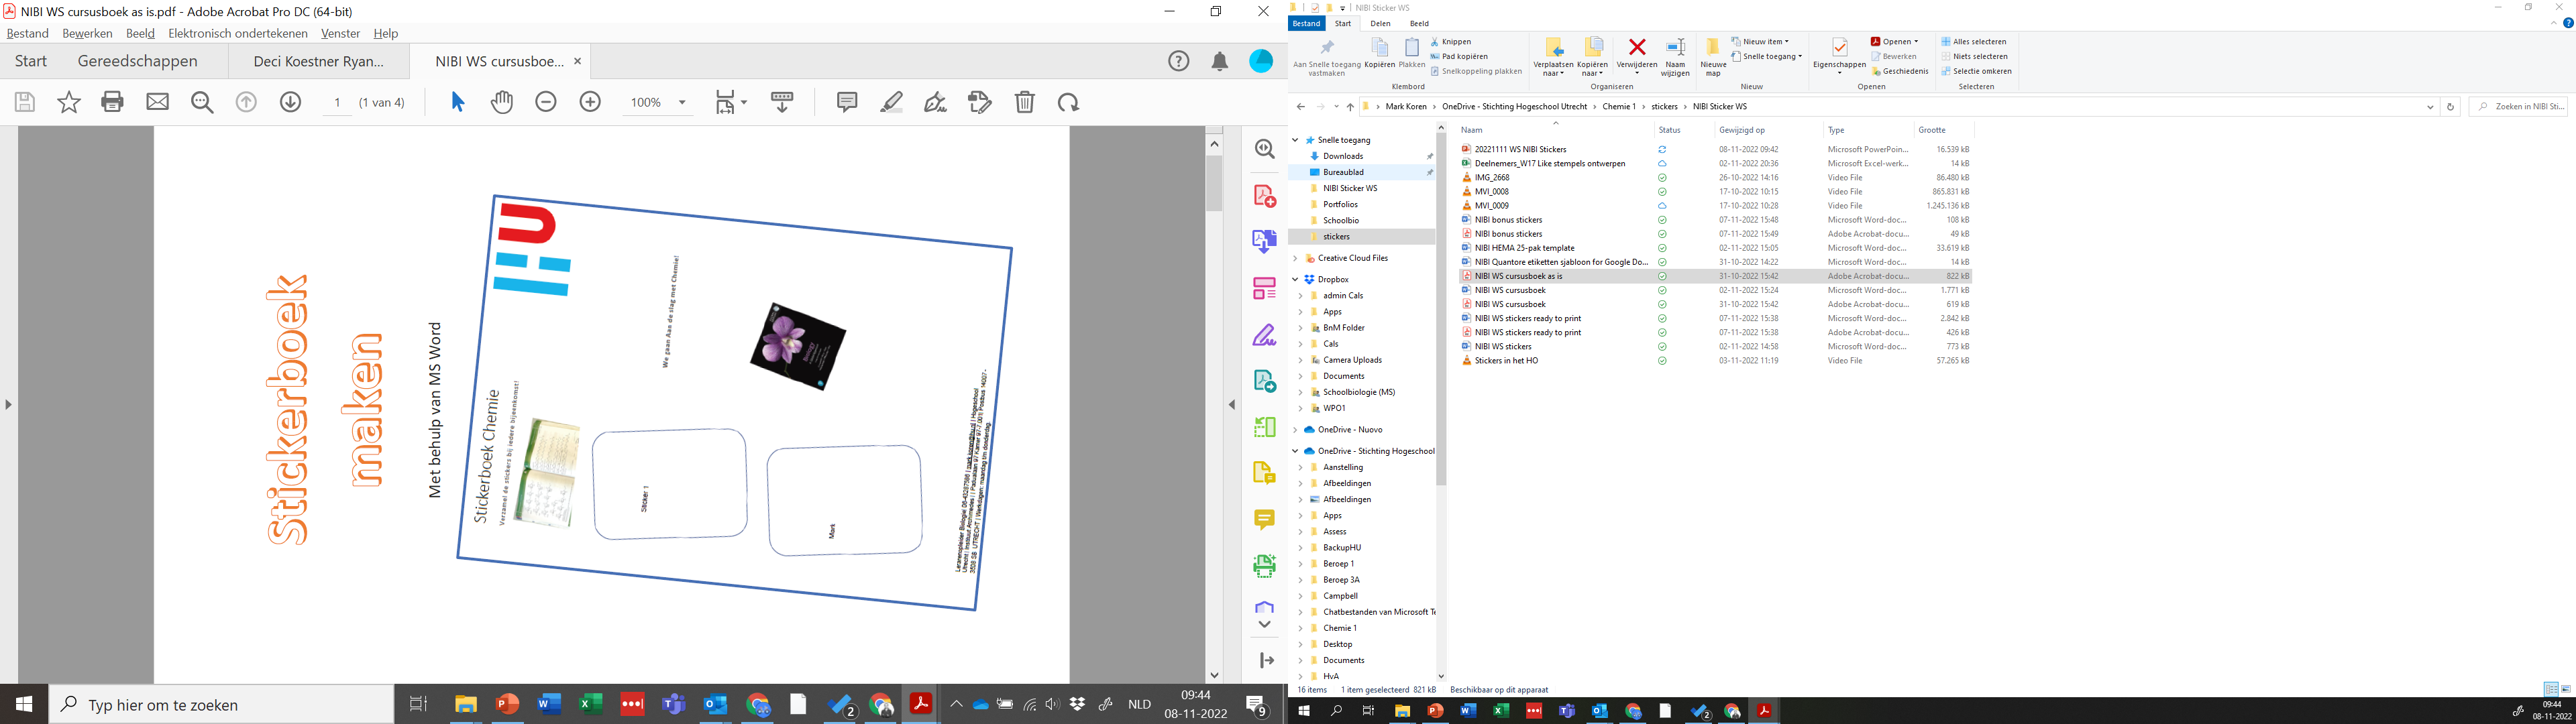 NIBI WS cursusboek as is.pdf - Adobe Acrobat Pro DC (64-bit)
Bestand Bewerken Beeld Elektronisch ondertekenen Venster Help
Start Gereedschappen Deci Koestner Ryan... NIBI WS cursusboe... ×
1 (1 van 4) 100%
Stickerboek
maken
Met behulp van MS Word
HU
Stickerboek Chemie
Verzamel de stickers bij iedere bijeenkomst!
We gaan Aan de slag met Chemie!
Sticker 1
Mark
Typ hier om te zoeken
2
NLD
09:44
08-11-2022
9
NIBI Sticker WS
Bestand Start Delen Beeld
Aan Snelle toegang vastmaken
Kopiëren
Plakken
Knippen
Pad kopiëren
Snelkoppeling plakken
Klembord
Verplaatsen naar
Kopiëren naar
Verwijderen
Naam wijzigen
Organiseren
Nieuwe map
Nieuw item
Snelle toegang
Nieuw
Eigenschappen
Openen
Bewerken
Geschiedenis
Openen
Alles selecteren
Niets selecteren
Selectie omkeren
Selecteren
Mark Koren > OneDrive - Stichting Hogeschool Utrecht > Chemie 1 > stickers > NIBI Sticker WS
Zoeken in NIBI Sti...
Snelle toegang
Downloads
Bureaublad
NIBI Sticker WS
Portfolios
Schoolbio
stickers
Creative Cloud Files
Dropbox
admin Cals
Apps
BnM Folder
Cals
Camera Uploads
Documents
Schoolbiologie (MS)
WPO1
OneDrive - Nuovo
OneDrive - Stichting Hogeschool
Aanstelling
Afbeeldingen
Afbeeldingen
Apps
Assess
BackupHU
Beroep 1
Beroep 3A
Campbell
Chatbestanden van Microsoft Te
Chemie 1
Desktop
Documents
HvA
Naam Status Gewijzigd op Type Grootte
20221111 WS NIBI Stickers 08-11-2022 09:42 Microsoft PowerPoin... 16.539 kB
Deelnemers_W17 Like stempels ontwerpen 02-11-2022 20:36 Microsoft Excel-werk... 14 kB
IMG_2668 26-10-2022 14:16 Video File 86.480 kB
MVI_0008 17-10-2022 10:15 Video File 865.831 kB
MVI_0009 17-10-2022 10:28 Video File 1.245.136 kB
NIBI bonus stickers 07-11-2022 15:48 Microsoft Word-doc... 108 kB
NIBI bonus stickers 07-11-2022 15:49 Adobe Acrobat-docu... 49 kB
NIBI HEMA 25-pak template 02-11-2022 15:05 Microsoft Word-doc... 33.619 kB
NIBI Quantore etiketten sjabloon for Google Do... 31-10-2022 14:22 Microsoft Word-doc... 14 kB
NIBI WS cursusboek as is 31-10-2022 15:42 Adobe Acrobat-docu... 822 kB
NIBI WS cursusboek 02-11-2022 15:24 Microsoft Word-doc... 1.771 kB
NIBI WS cursusboek 31-10-2022 15:42 Adobe Acrobat-docu... 619 kB
NIBI WS stickers ready to print 07-11-2022 15:38 Microsoft Word-doc... 2.842 kB
NIBI WS stickers ready to print 07-11-2022 15:38 Adobe Acrobat-docu... 426 kB
NIBI WS stickers 02-11-2022 14:58 Microsoft Word-doc... 773 kB
Stickers in het HO 03-11-2022 11:19 Video File 57.265 kB
16 items 1 item geselecteerd 821 kB Beschikbaar op dit apparaat
2
09:44
08-11-2022